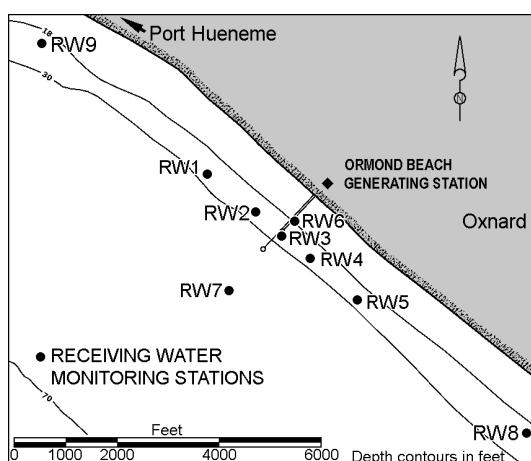 Port Hueneme
18
RW9
30
N
RW1
ORMOND BEACH
GENERATING STATION
RW2
RW6
Oxnard
RW3
RW4
RW7
RW5
RECEIVING WATER
MONITORING STATIONS
70
Feet
RW8
0 1000 2000 4000 6000
Depth contours in feet